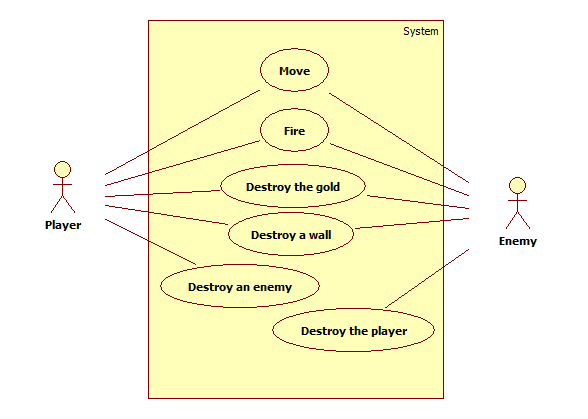 System
Move
Fire
Destroy the gold
Player
Destroy a wall
Enemy
Destroy an enemy
Destroy the player